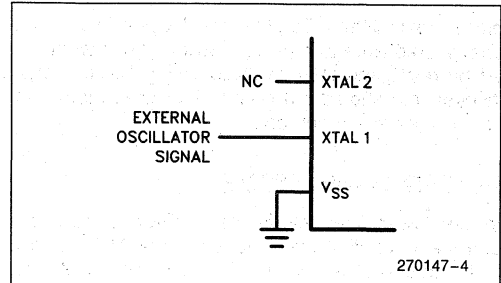 NC
XTAL 2
EXTERNAL
OSCILLATOR
SIGNAL
XTAL 1
VSS
270147-4